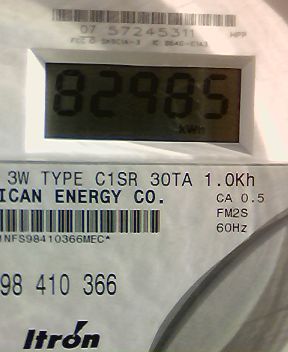 07 57245311
HPP
82985
kWh
3W TYPE C1SR 30TA 1.0Kh
ICAN ENERGY CO.
CA 0.5
FM2S
60Hz
NFS98410366MEC*
98 410 366
Itron